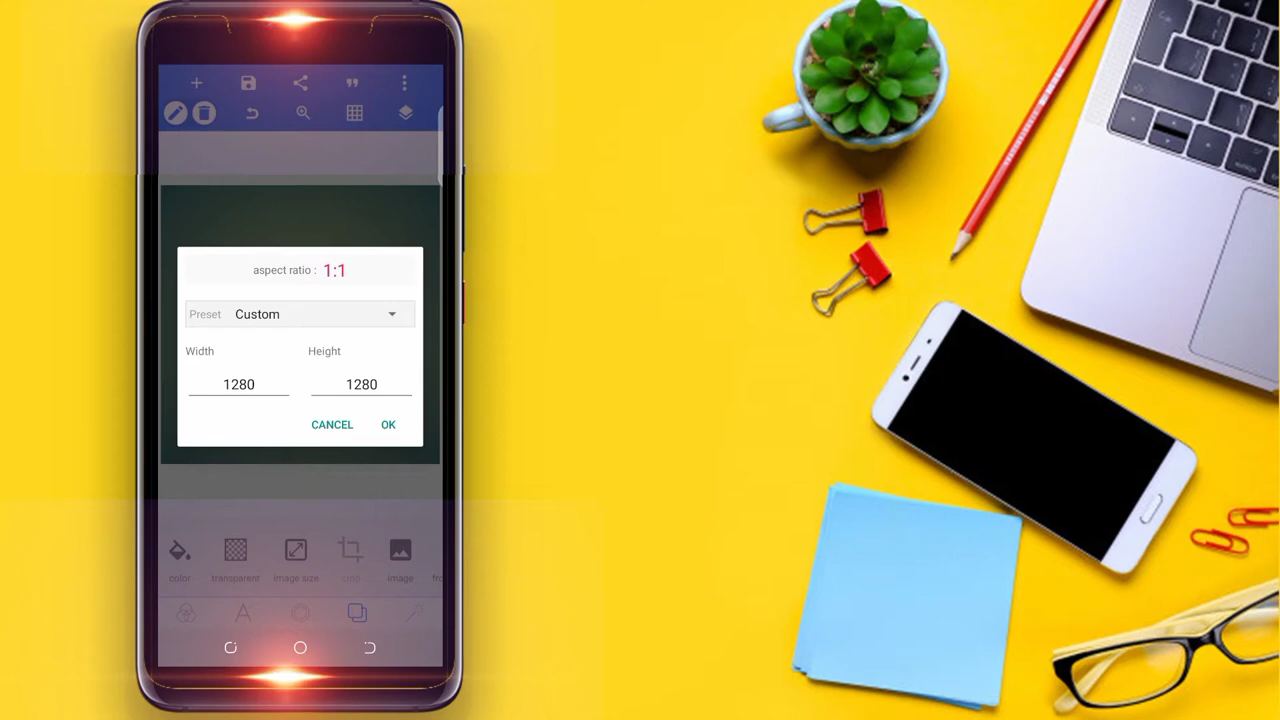 aspect ratio : 1:1
Preset Custom
Width Height
1280 1280
CANCEL OK
color transparent image size crop image fro